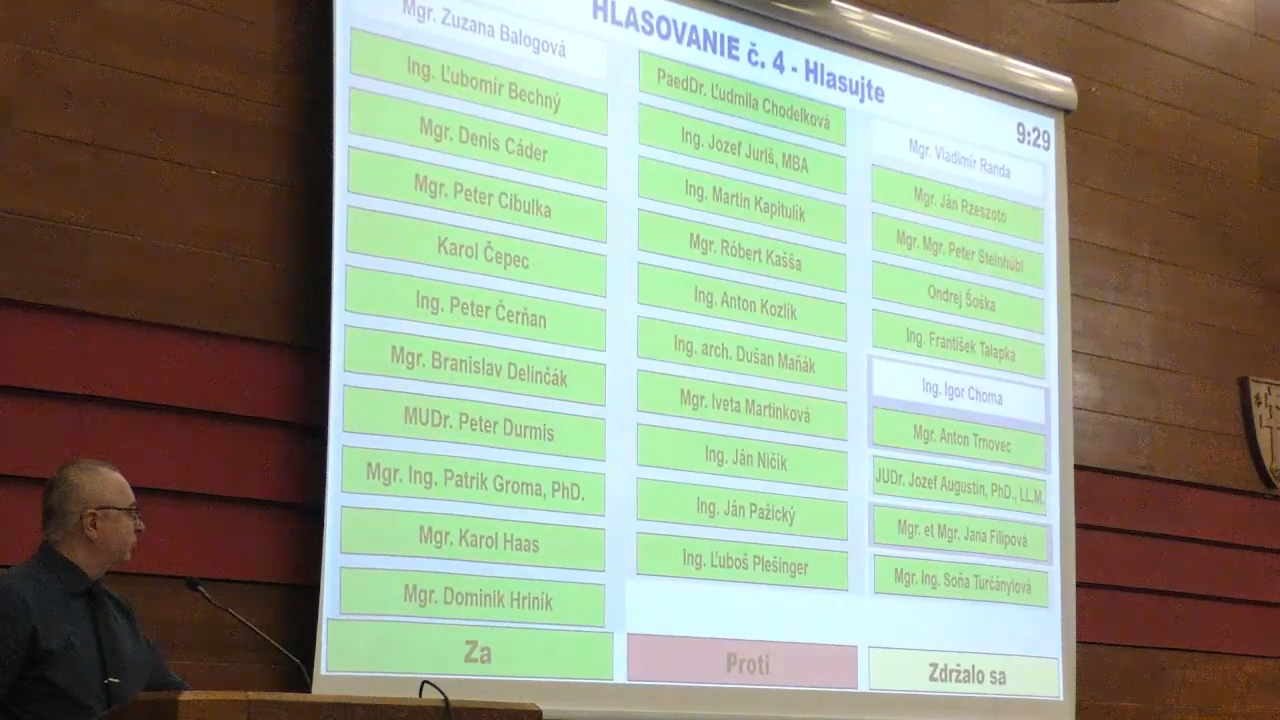 HLASOVANIE č. 4 - Hlasujte
9:29
Mgr. Zuzana Balogová
Ing. Ľubomír Bechný
Mgr. Denis Cáder
Mgr. Peter Cibulka
Karol Čepec
Ing. Peter Čerňan
Mgr. Branislav Delinčák
MUDr. Peter Durmis
Mgr. Ing. Patrik Groma, PhD.
Mgr. Karol Haas
Mgr. Dominik Hriník
PaedDr. Ľudmila Chodelková
Ing. Jozef Juriš, MBA
Ing. Martin Kapitulík
Mgr. Róbert Kašša
Ing. Anton Kozlík
Ing. arch. Dušan Maňák
Mgr. Iveta Martinková
Ing. Ján Ničík
Ing. Ján Pažický
Ing. Ľuboš Plešinger
Mgr. Vladimír Randa
Mgr. Ján Rzeszoto
Mgr. Mgr. Peter Steinhübl
Ondrej Šoška
Ing. František Talapka
Ing. Igor Choma
Mgr. Anton Trnovec
JUDr. Jozef Augustín, PhD., LL.M.
Mgr. et Mgr. Jana Filipová
Mgr. Ing. Soňa Turčányiová
Za
Proti
Zdržalo sa